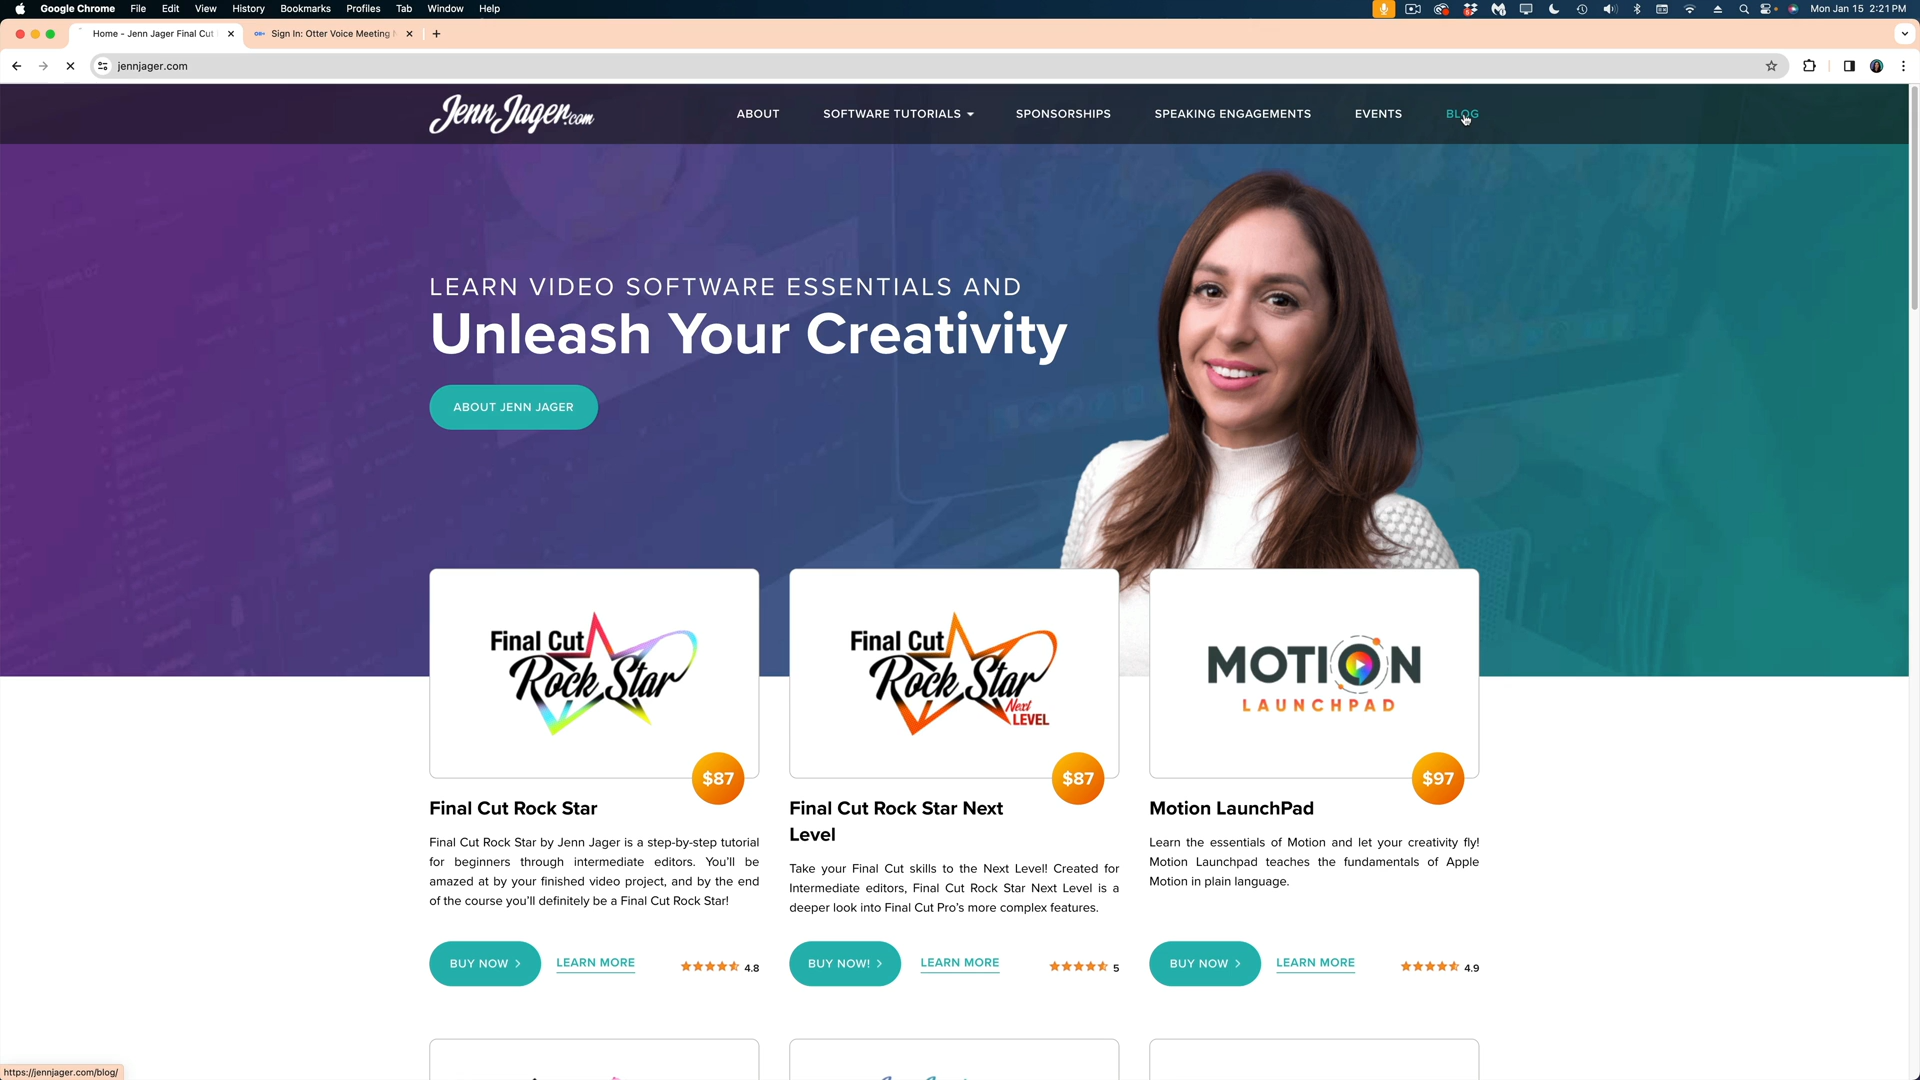 Google Chrome File Edit View History Bookmarks Profiles Tab Window Help Mon Jan 15 2:21 PM
Home - Jenn Jager Final Cut Sign In: Otter Voice Meeting
jennjager.com
JennJager.com ABOUT SOFTWARE TUTORIALS SPONSORSHIPS SPEAKING ENGAGEMENTS EVENTS BLOG
LEARN VIDEO SOFTWARE ESSENTIALS AND
Unleash Your Creativity
ABOUT JENN JAGER
Final Cut
Rock Star
$87
Final Cut Rock Star
Final Cut Rock Star by Jenn Jager is a step-by-step tutorial
for beginners through intermediate editors. You'll be
amazed at by your finished video project, and by the end
of the course you'll definitely be a Final Cut Rock Star!
BUY NOW > LEARN MORE 4.8
Final Cut
Rock Star
Next
LEVEL
$87
Final Cut Rock Star Next
Level
Take your Final Cut skills to the Next Level! Created for
Intermediate editors, Final Cut Rock Star Next Level is a
deeper look into Final Cut Pro's more complex features.
BUY NOW! > LEARN MORE 5
MOTION
LAUNCHPAD
$97
Motion LaunchPad
Learn the essentials of Motion and let your creativity fly!
Motion Launchpad teaches the fundamentals of Apple
Motion in plain language.
BUY NOW > LEARN MORE 4.9
https://jennjager.com/blog/